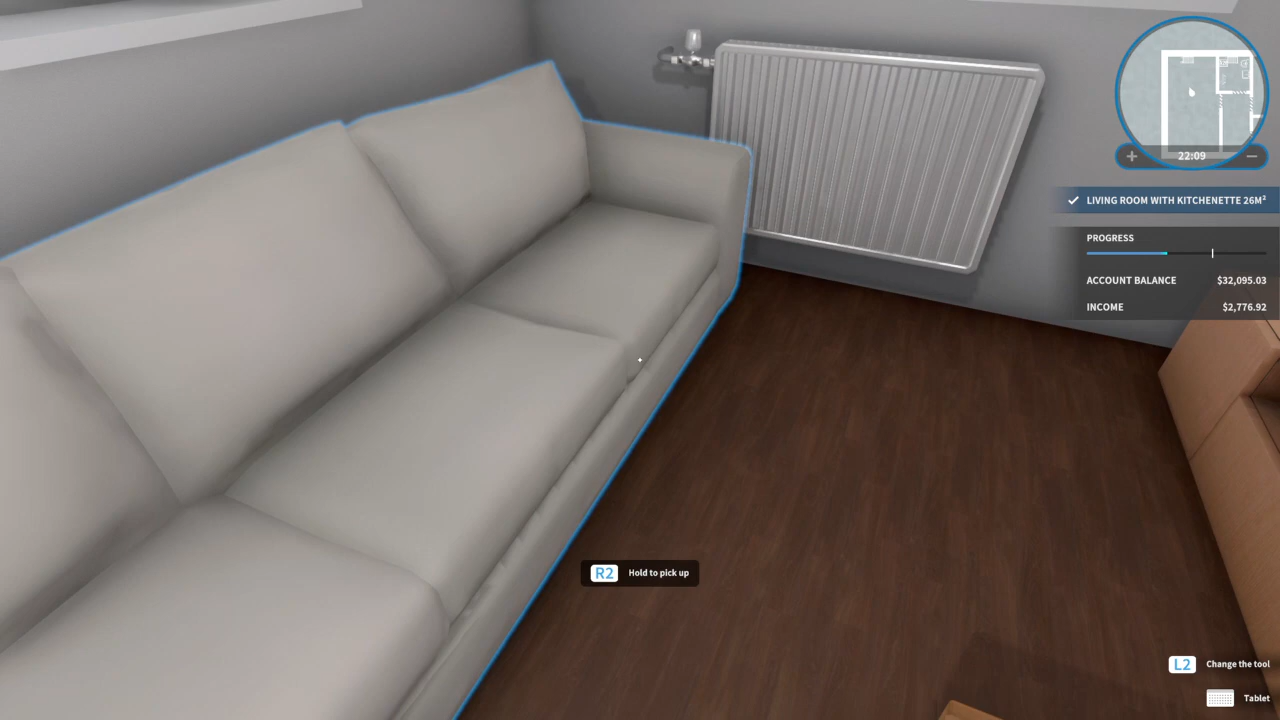 + 22:09 −
LIVING ROOM WITH KITCHENETTE 26M²
PROGRESS
ACCOUNT BALANCE $32,095.03
INCOME $2,776.92
R2 Hold to pick up
L2 Change the tool
Tablet